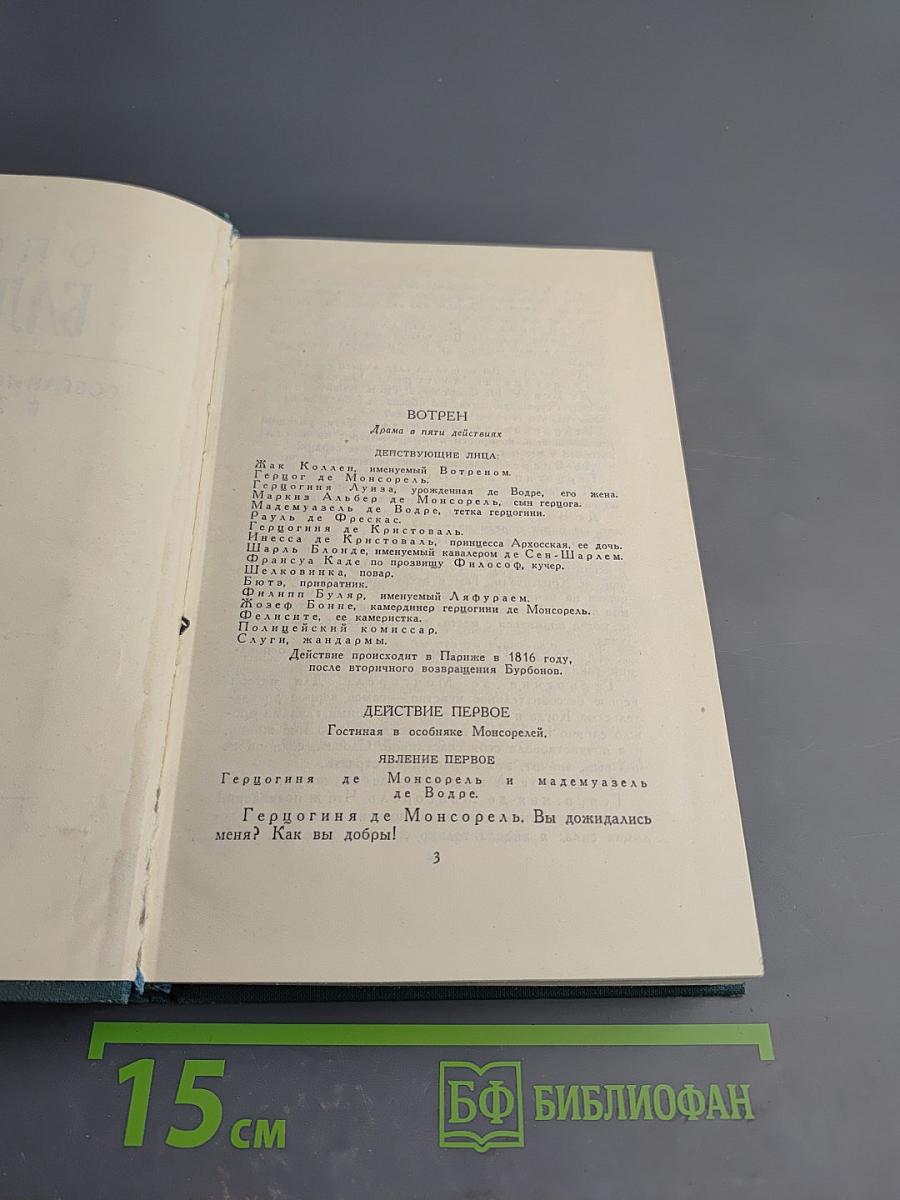 ВОТРЕН
Драма в пяти действиях
ДЕЙСТВУЮЩИЕ ЛИЦА:
Жак Коллен, именуемый Вотреном.
Герцог де Монсорель.
Герцогиня Луиза, урожденная де Водре, его жена.
Маркиз Альбер де Монсорель, сын герцога.
Мадемуазель де Водре, тетка герцогини.
Рауль де Фрескас.
Герцогиня де Кристоваль.
Инесса де Кристоваль, принцесса Архосская, ее дочь.
Шарль Блонде, именуемый кавалером де Сен-Шарлем.
Франсуа Каде по прозвищу Философ, кучер.
Шелковинка, повар.
Бютэ, привратник.
Филипп Буляр, именуемый Ляфураем.
Жозеф Бонне, камердинер герцогини де Монсорель.
Фелисите, ее камеристка.
Полицейский комиссар.
Слуги, жандармы.
Действие происходит в Париже в 1816 году,
после вторичного возвращения Бурбонов.
ДЕЙСТВИЕ ПЕРВОЕ
Гостиная в особняке Монсорелей.
ЯВЛЕНИЕ ПЕРВОЕ
Герцогиня де Монсорель и мадемуазель
де Водре.
Герцогиня де Монсорель. Вы дожидались
меня? Как вы добры!
3
15 см
БФ БИБЛИОФАН